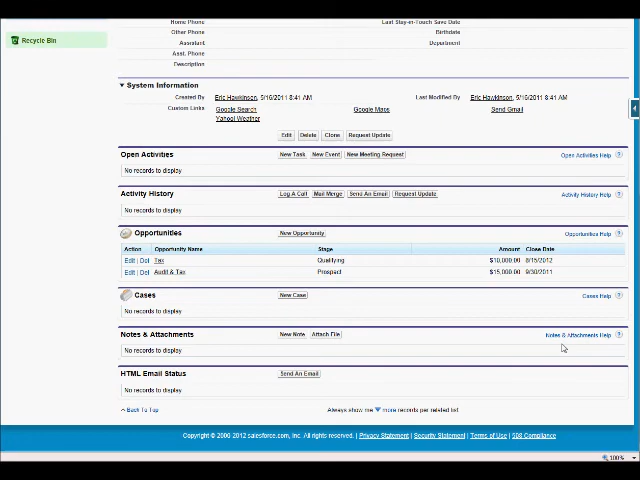 Home Phone Last Stay-in-Touch Save Date
Recycle Bin
Other Phone Birthdate
Assistant Department
Asst. Phone
Fescription
System Information
Created By Eric Hawkinson, 5/16/2011 8:41 AM Last Modified By Eric Hawkinson, 5/16/2011 8:41 AM
Custom Links Google Search Google Maps Send Gmail
Yahoo! Weather
Edit Delete Clone Request Update
Open Activities New Task New Event New Meeting Request Open Activities Help ?
No records to display
Activity History Log A Call Mail Merge Send An Email Request Update Activity History Help ?
No records to display
Opportunities New Opportunity Opportunities Help ?
Action Opportunity Name Stage Amount Close Date
Edit | Del Tax Qualifying $10,000.00 8/15/2012
Edit | Del Audit & Tax Prospect $15,000.00 9/30/2011
Cases New Case Cases Help ?
No records to display
Notes & Attachments New Note Attach File Notes & Attachments Help ?
No records to display
HTML Email Status Send An Email
No records to display
Back To Top Always show me more records per related list
Copyright © 2000-2012 salesforce.com, inc. All rights reserved. | Privacy Statement | Security Statement | Terms of Use | 508 Compliance
100%